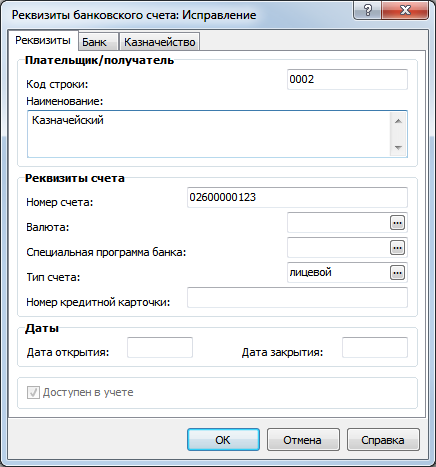 Реквизиты банковского счета: Исправление
Реквизиты Банк Казначейство
Плательщик/получатель
Код строки: 0002
Наименование:
Казначейский
Реквизиты счета
Номер счета: 02600000123
Валюта:
Специальная программа банка:
Тип счета: лицевой
Номер кредитной карточки:
Даты
Дата открытия: Дата закрытия:
Доступен в учете
ОК Отмена Справка